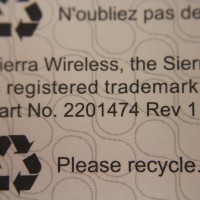 N'oubliez pas de
ierra Wireless, the Sierr
registered trademark
art No. 2201474 Rev 1
Please recycle.